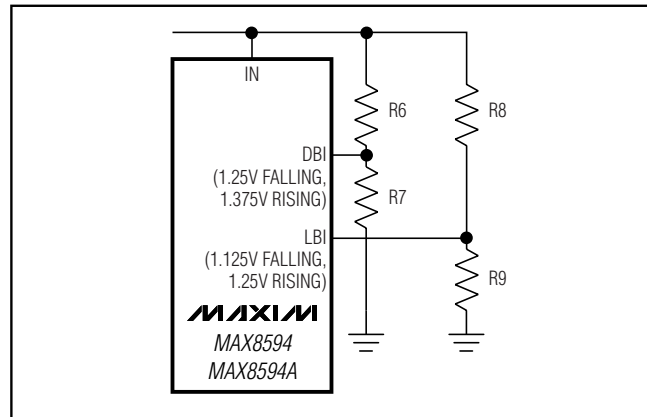 IN
R6
R8
DBI
(1.25V FALLING,
1.375V RISING)
R7
LBI
(1.125V FALLING,
1.25V RISING)
R9
MAXIM
MAX8594
MAX8594A